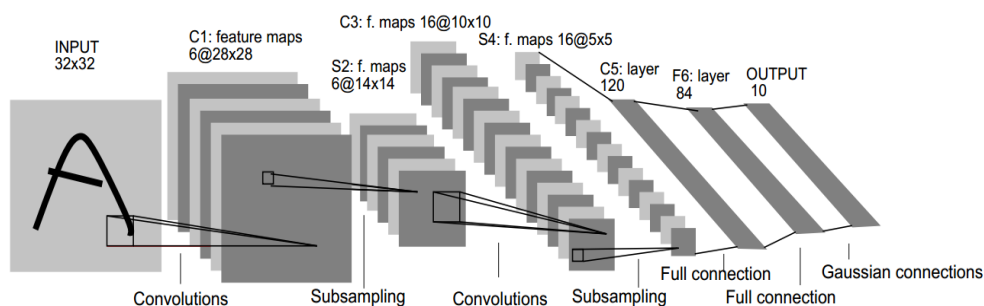 INPUT
32x32
C1: feature maps
6@28x28
S2: f. maps
6@14x14
C3: f. maps 16@10x10
S4: f. maps 16@5x5
C5: layer
120
F6: layer
84
OUTPUT
10
A
Convolutions
Subsampling
Convolutions
Subsampling
Full connection
Full connection
Gaussian connections